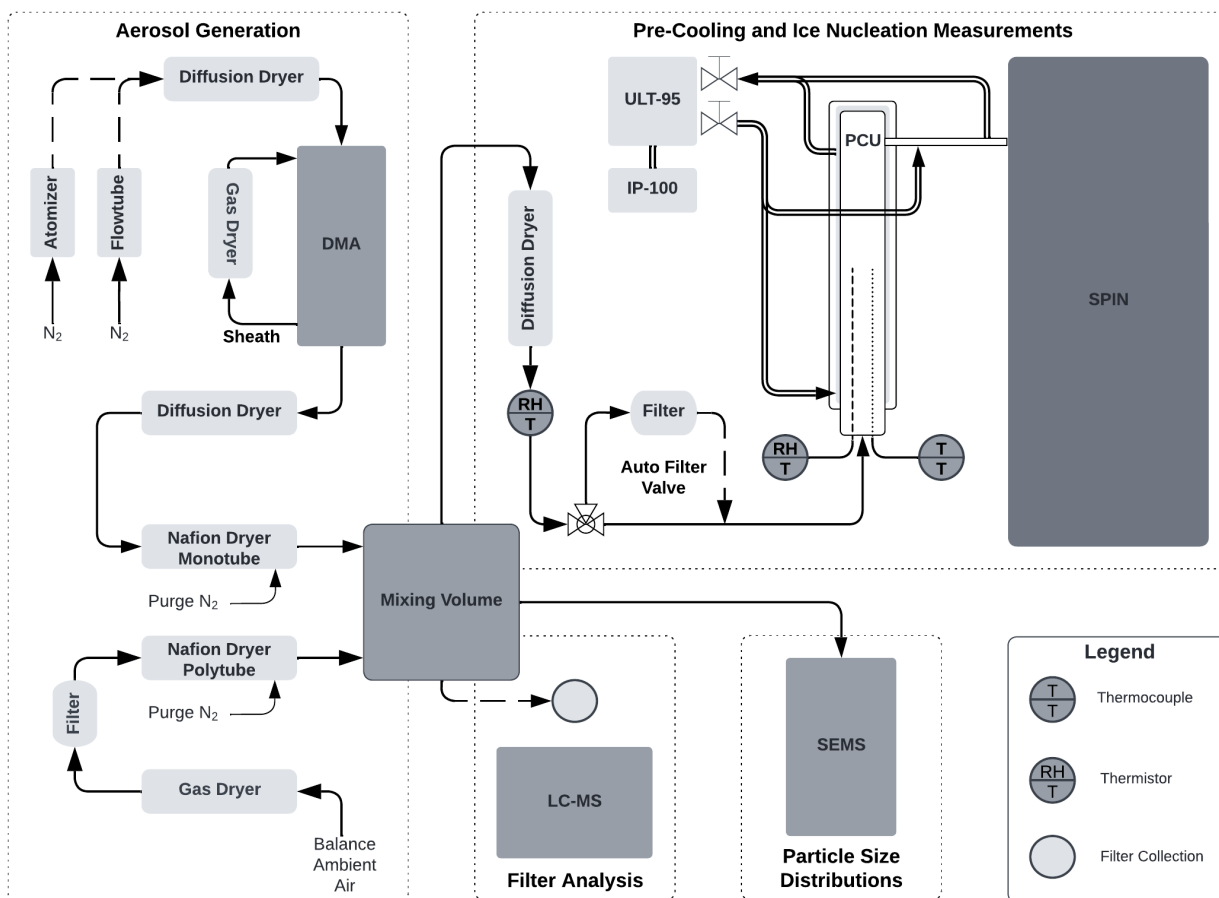 Aerosol Generation
Diffusion Dryer
Atomizer
Flowtube
Gas Dryer
DMA
N₂
N₂
Sheath
Diffusion Dryer
Nafion Dryer
Monotube
Purge N₂
Mixing Volume
Nafion Dryer
Polytube
Purge N₂
Filter
Gas Dryer
Balance
Ambient
Air
Pre-Cooling and Ice Nucleation Measurements
ULT-95
IP-100
PCU
SPIN
Diffusion Dryer
RH
T
Filter
Auto Filter
Valve
RH
T
T
T
LC-MS
Filter Analysis
SEMS
Particle Size
Distributions
Legend
T
T
Thermocouple
RH
T
Thermistor
Filter Collection